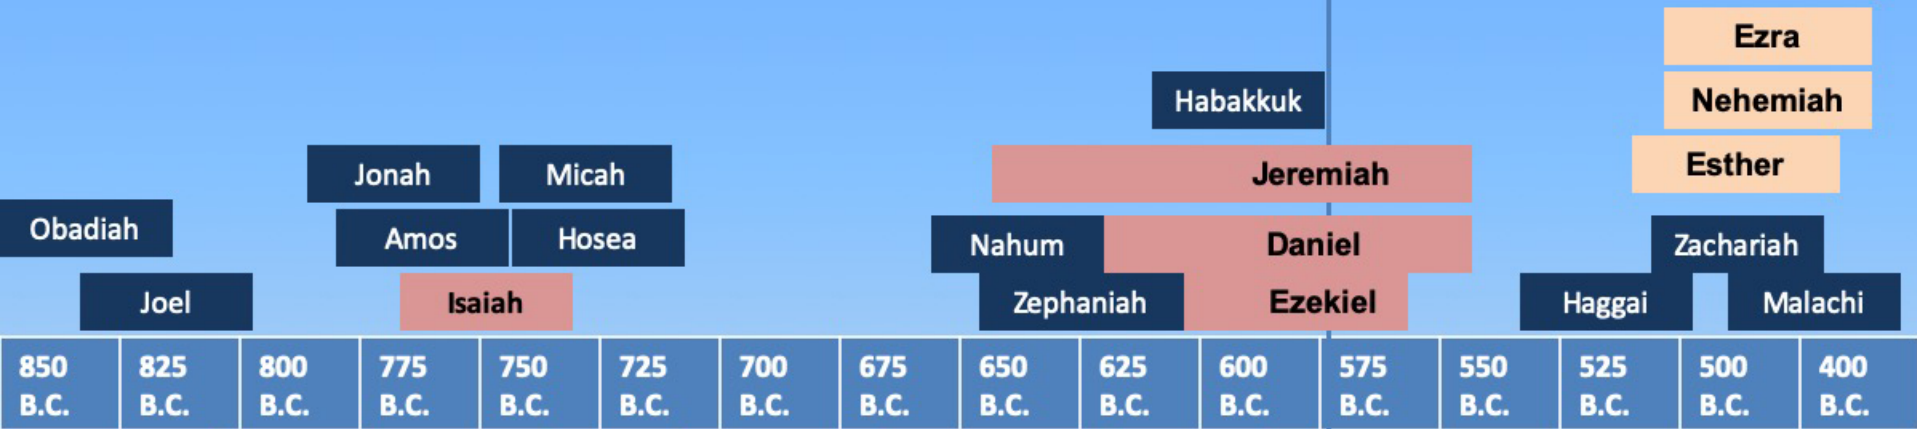 Ezra
Habakkuk
Nehemiah
Jonah
Micah
Jeremiah
Esther
Obadiah
Amos
Hosea
Nahum
Daniel
Zachariah
Joel
Isaiah
Zephaniah
Ezekiel
Haggai
Malachi
850 B.C.
825 B.C.
800 B.C.
775 B.C.
750 B.C.
725 B.C.
700 B.C.
675 B.C.
650 B.C.
625 B.C.
600 B.C.
575 B.C.
550 B.C.
525 B.C.
500 B.C.
400 B.C.